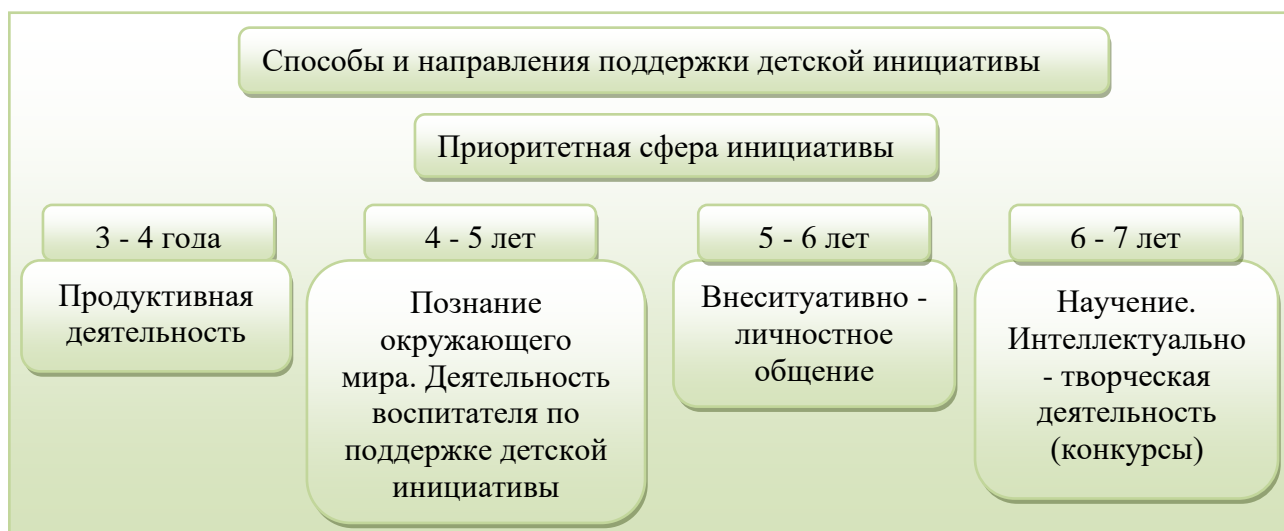 Способы и направления поддержки детской инициативы
Приоритетная сфера инициативы
3 - 4 года
Продуктивная
деятельность
4 - 5 лет
Познание
окружающего
мира. Деятельность
воспитателя по
поддержке детской
инициативы
5 - 6 лет
Внеситуативно -
личностное
общение
6 - 7 лет
Научение.
Интеллектуально
- творческая
деятельность
(конкурсы)